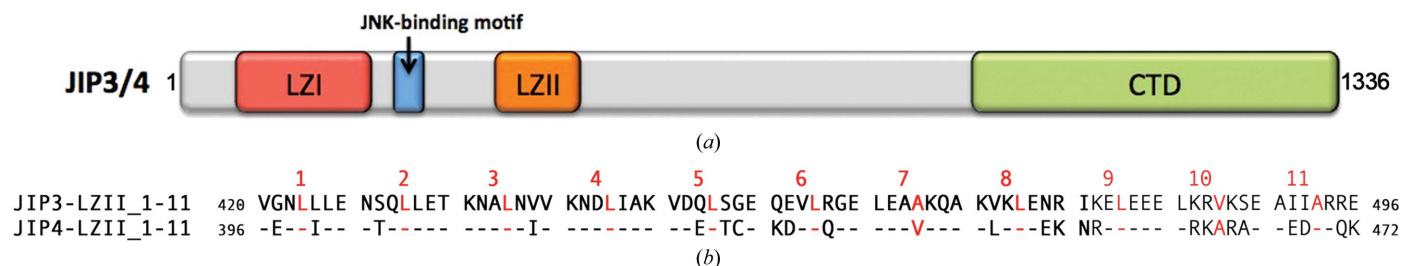 JNK-binding motif
JIP3/4 1 LZI LZII CTD 1336
(a)
1 2 3 4 5 6 7 8 9 10 11
JIP3-LZII_1-11 420 VGNLLLE NSQLLET KNALNVV KNDLIAK VDQLSGE QEVLRGE LEAAKQA KVKLENR IKELEEE LKRVKSE AIIARRE 496
JIP4-LZII_1-11 396 -E--I-- -T----- -----I- ------- --E-TC- KD--Q-- ---V--- -L---EK NR----- -RKARA- -ED--QK 472
(b)